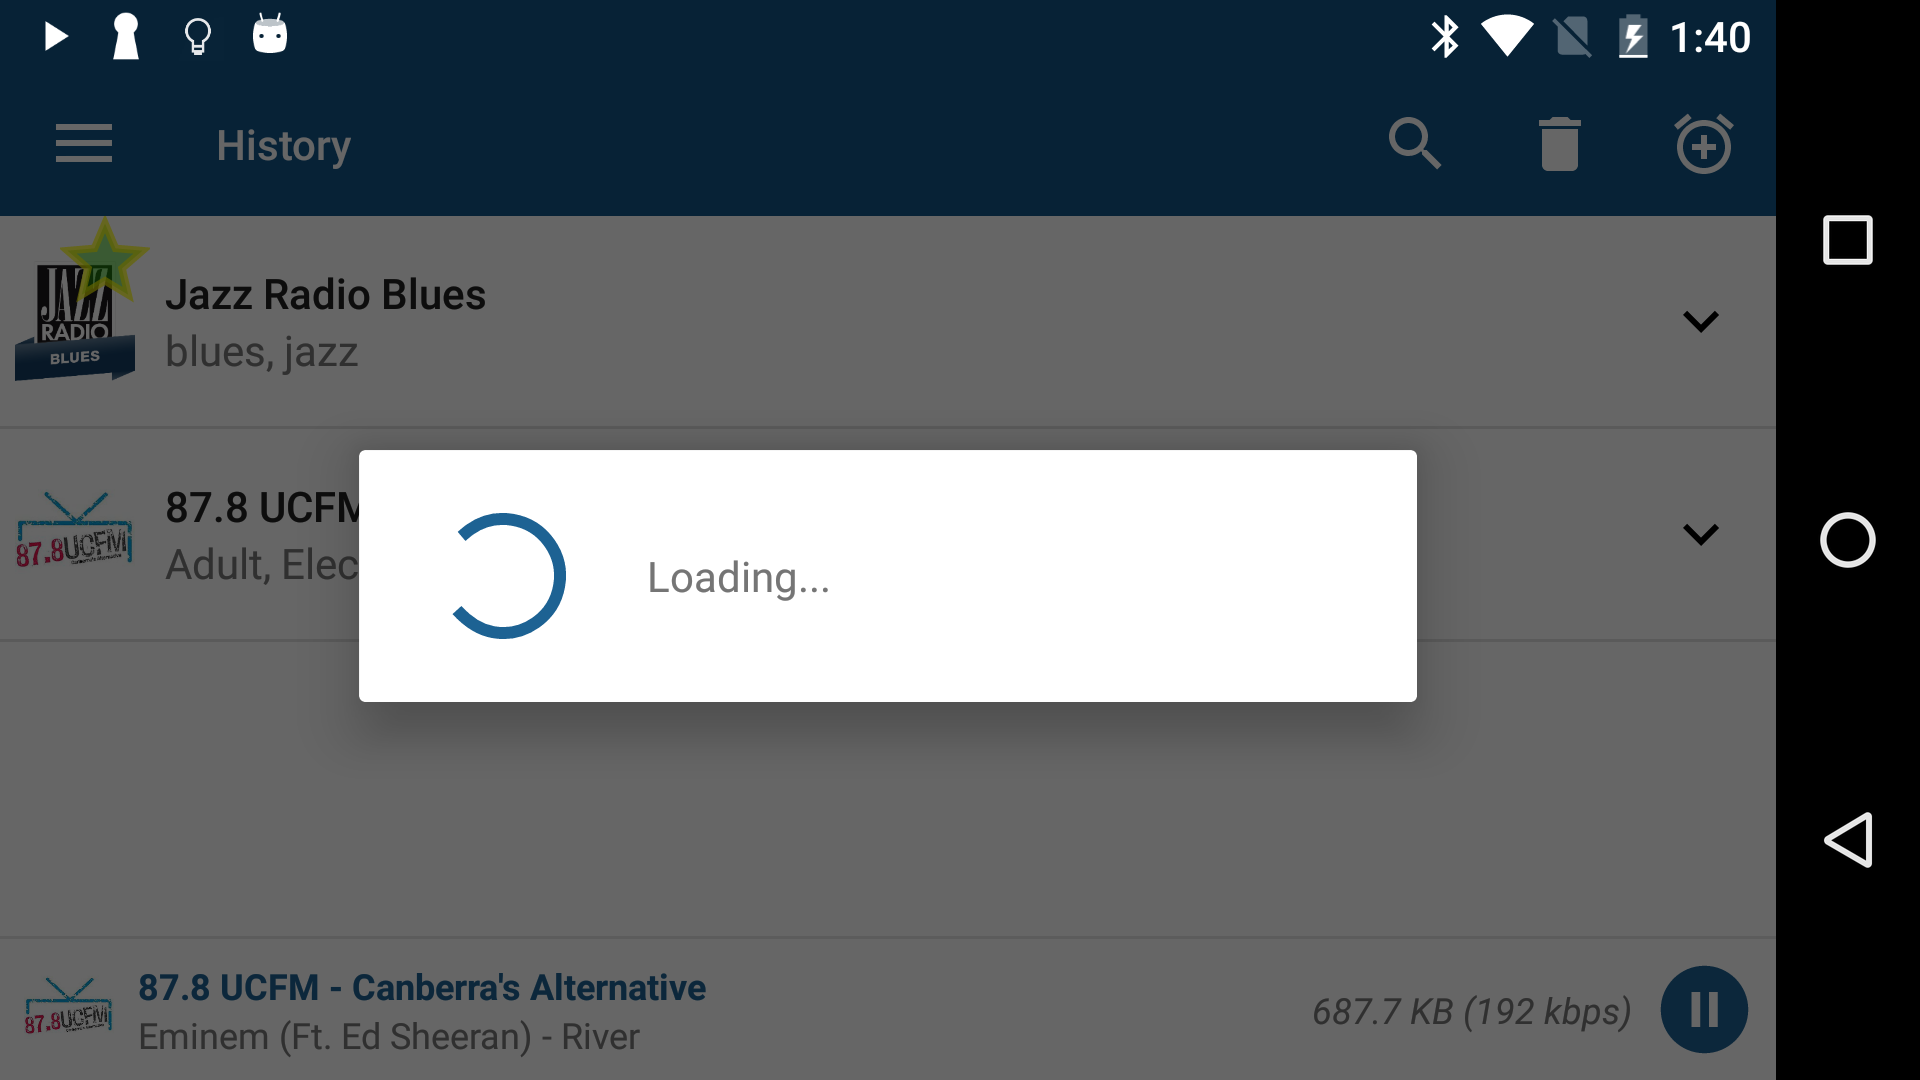 1:40
History
JAZZ
RADIO
BLUES
Jazz Radio Blues
blues, jazz
87.8UCFM
87.8 UCFM
Adult, Elec
Loading...
87.8UCFM
87.8 UCFM - Canberra's Alternative
Eminem (Ft. Ed Sheeran) - River
687.7 KB (192 kbps)